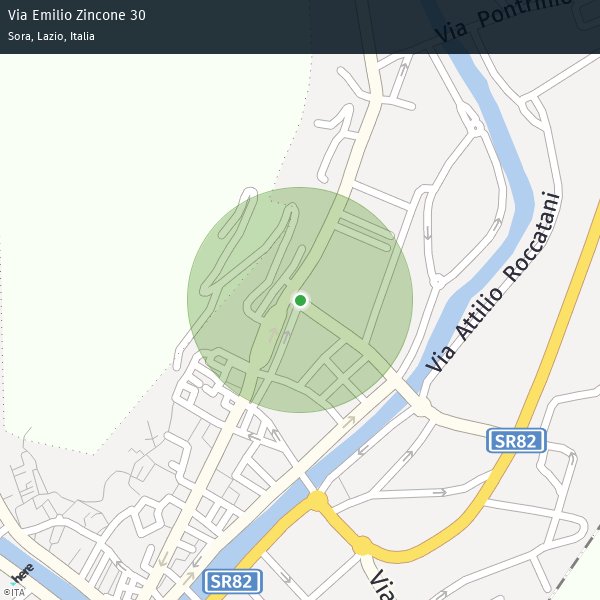 Via Emilio Zincone 30
Sora, Lazio, Italia
Via Pontrinio
Via Attilio Roccatani
SR82
SR82
Via
here
©ITA